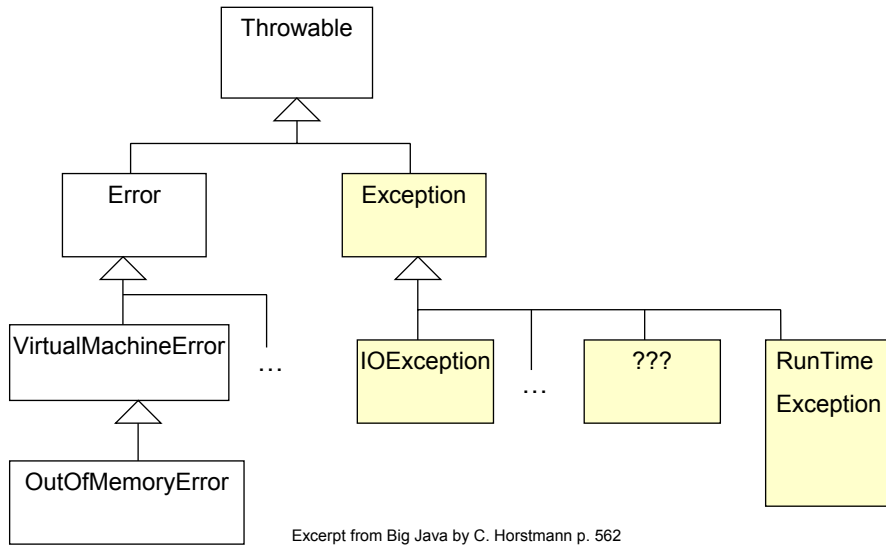 Throwable
Error
Exception
VirtualMachineError
…
IOException
…
???
RunTime
Exception
OutOfMemoryError
Excerpt from Big Java by C. Horstmann p. 562